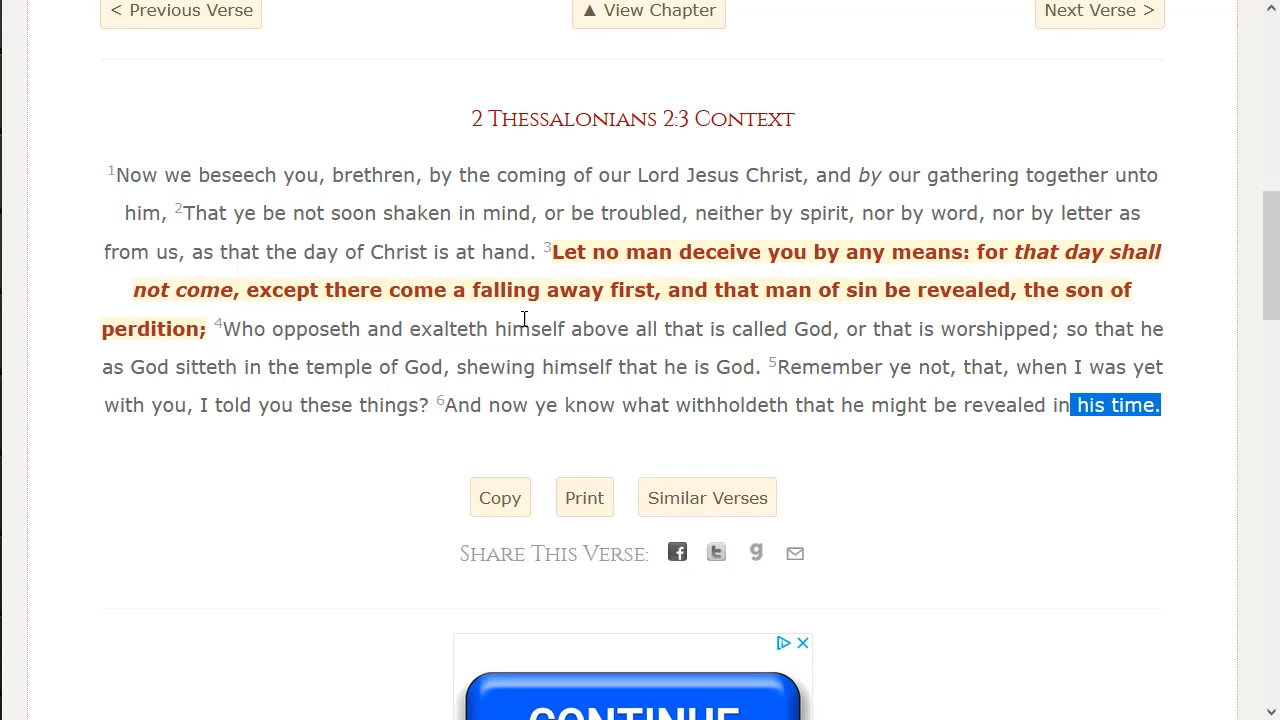 < Previous Verse
▲ View Chapter
Next Verse >
2 Thessalonians 2:3 Context
1Now we beseech you, brethren, by the coming of our Lord Jesus Christ, and by our gathering together unto
him, 2That ye be not soon shaken in mind, or be troubled, neither by spirit, nor by word, nor by letter as
from us, as that the day of Christ is at hand. 3Let no man deceive you by any means: for that day shall
not come, except there come a falling away first, and that man of sin be revealed, the son of
perdition; 4Who opposeth and exalteth himself above all that is called God, or that is worshipped; so that he
as God sitteth in the temple of God, shewing himself that he is God. 5Remember ye not, that, when I was yet
with you, I told you these things? 6And now ye know what withholdeth that he might be revealed in his time.
Copy
Print
Similar Verses
Share This Verse:
CONTINUE